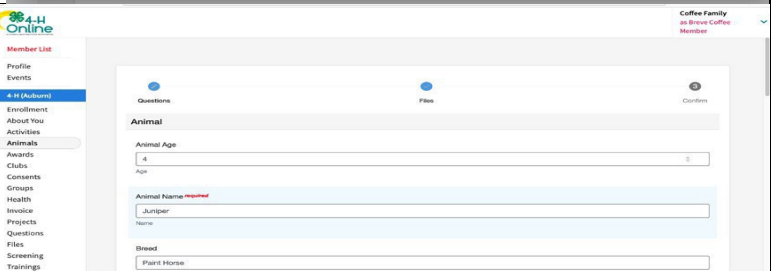 4-H
Online
Coffee Family
as Breve Coffee
Member
Member List
Profile
Events
4-H (Auburn)
Enrollment
About You
Activities
Animals
Awards
Clubs
Consents
Groups
Health
Invoice
Projects
Questions
Files
Screening
Trainings
3
Questions
Files
Confirm
Animal
Animal Age
4
Age
Animal Name required
Juniper
Name
Breed
Paint Horse